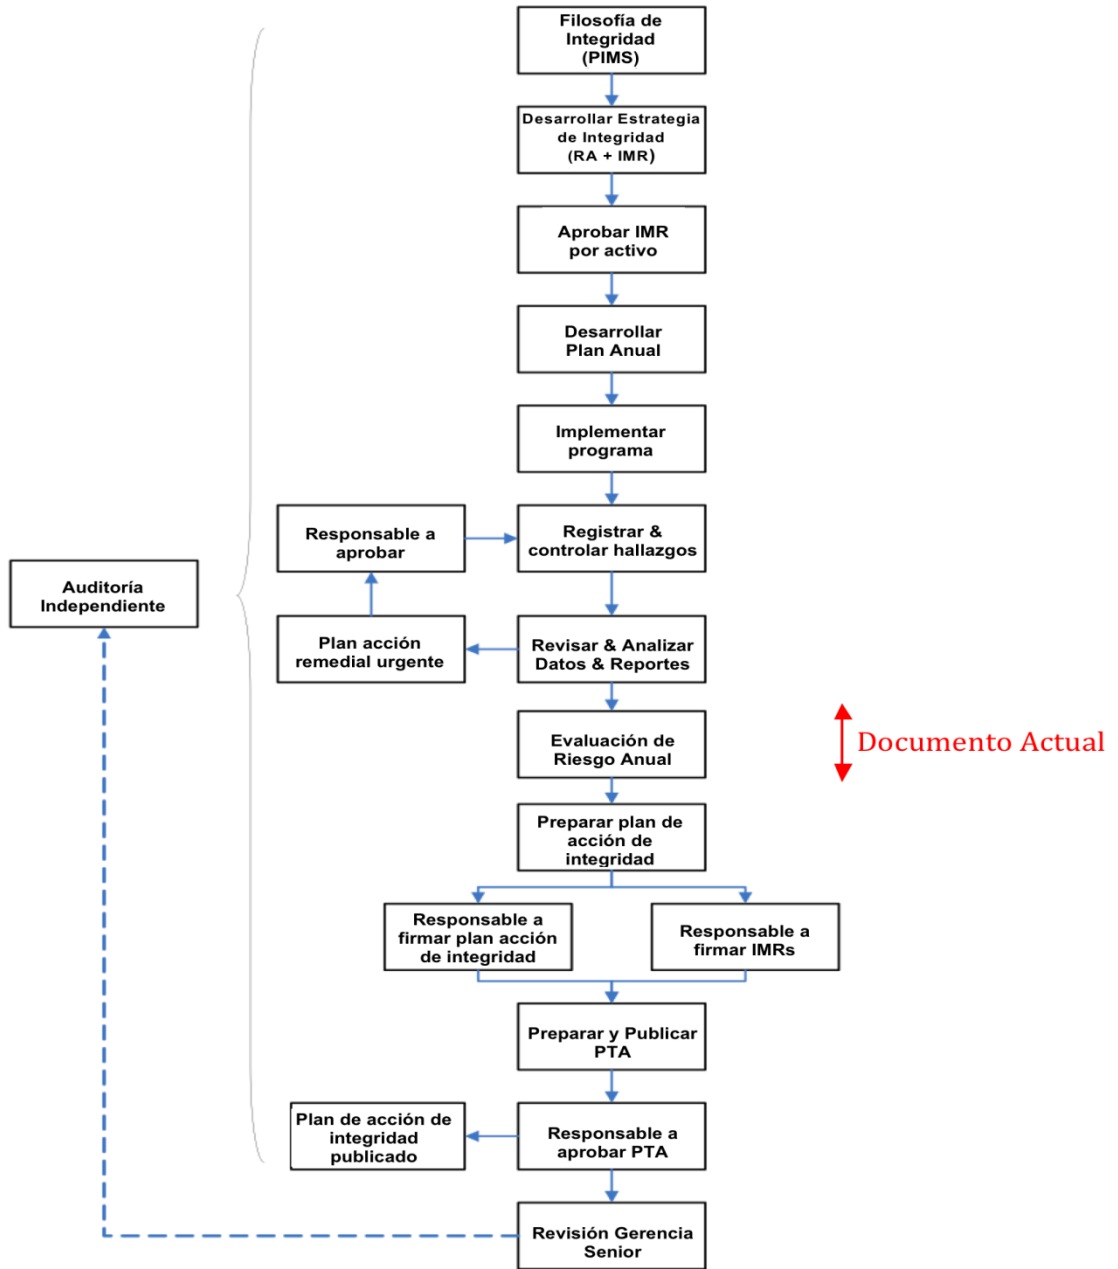 Filosofía de
Integridad
(PIMS)
Desarrollar Estrategia
de Integridad
(RA + IMR)
Aprobar IMR
por activo
Desarrollar
Plan Anual
Implementar
programa
Responsable a
aprobar
Registrar &
controlar hallazgos
Auditoría
Independiente
Plan acción
remedial urgente
Revisar & Analizar
Datos & Reportes
Evaluación de
Riesgo Anual
Documento Actual
Preparar plan de
acción de
integridad
Responsable a
firmar plan acción
de integridad
Responsable a
firmar IMRs
Preparar y Publicar
PTA
Plan de acción de
integridad
publicado
Responsable a
aprobar PTA
Revisión Gerencia
Senior